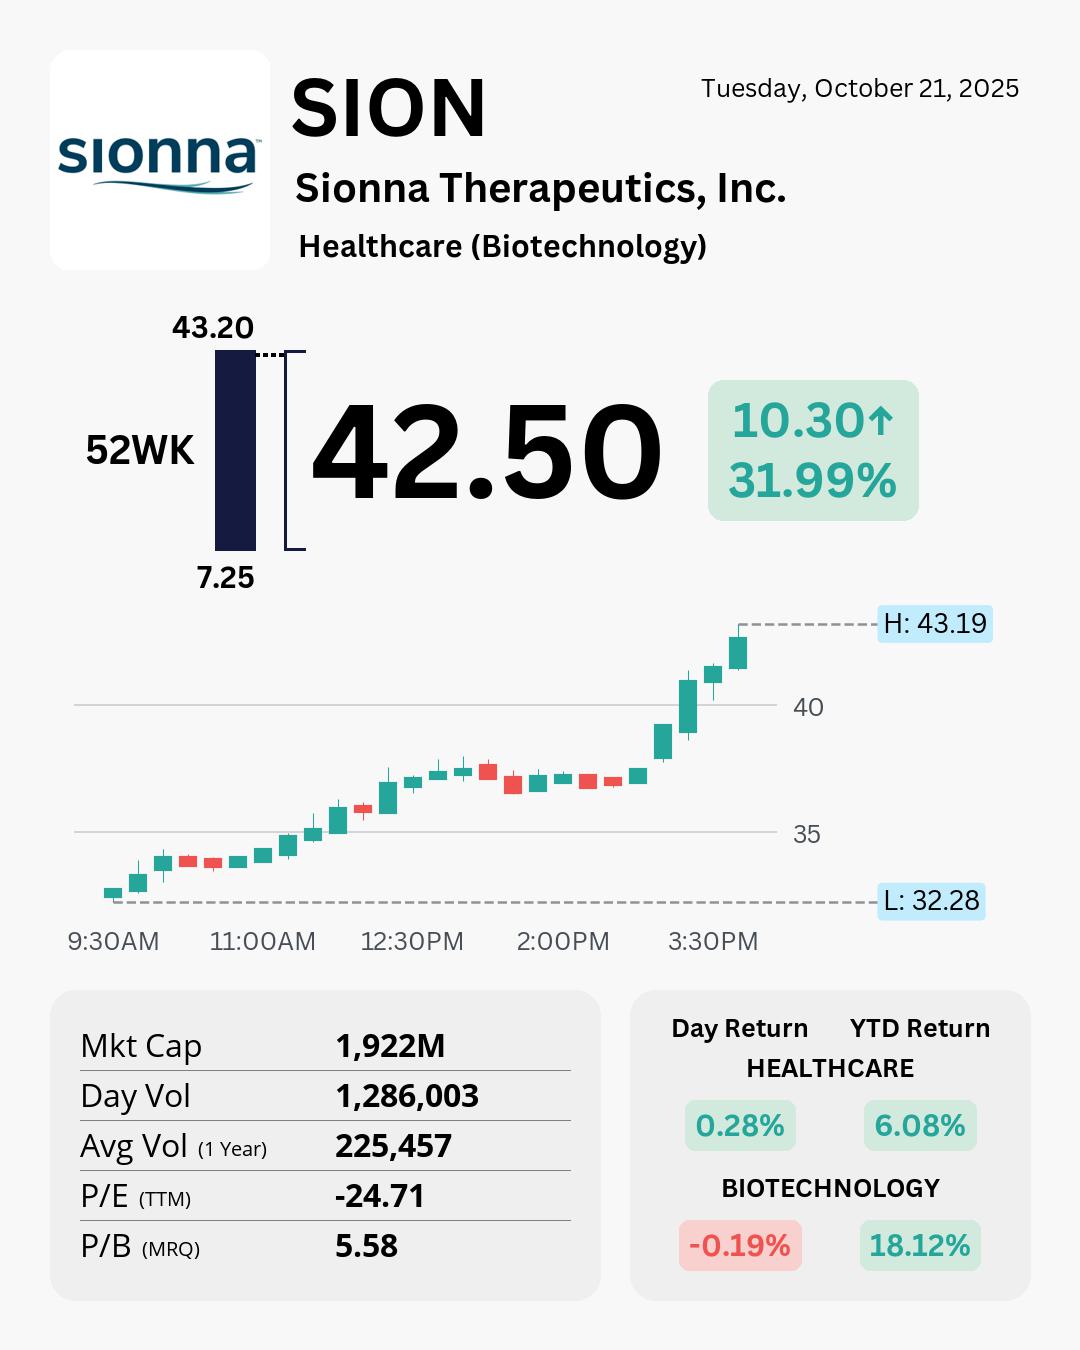 sionna™
SION
Tuesday, October 21, 2025
Sionna Therapeutics, Inc.
Healthcare (Biotechnology)
43.20
52WK
7.25
42.50
10.30↑
31.99%
H: 43.19
40
35
L: 32.28
9:30AM 11:00AM 12:30PM 2:00PM 3:30PM
Mkt Cap 1,922M
Day Vol 1,286,003
Avg Vol (1 Year) 225,457
P/E (TTM) -24.71
P/B (MRQ) 5.58
Day Return YTD Return
HEALTHCARE
0.28% 6.08%
BIOTECHNOLOGY
-0.19% 18.12%